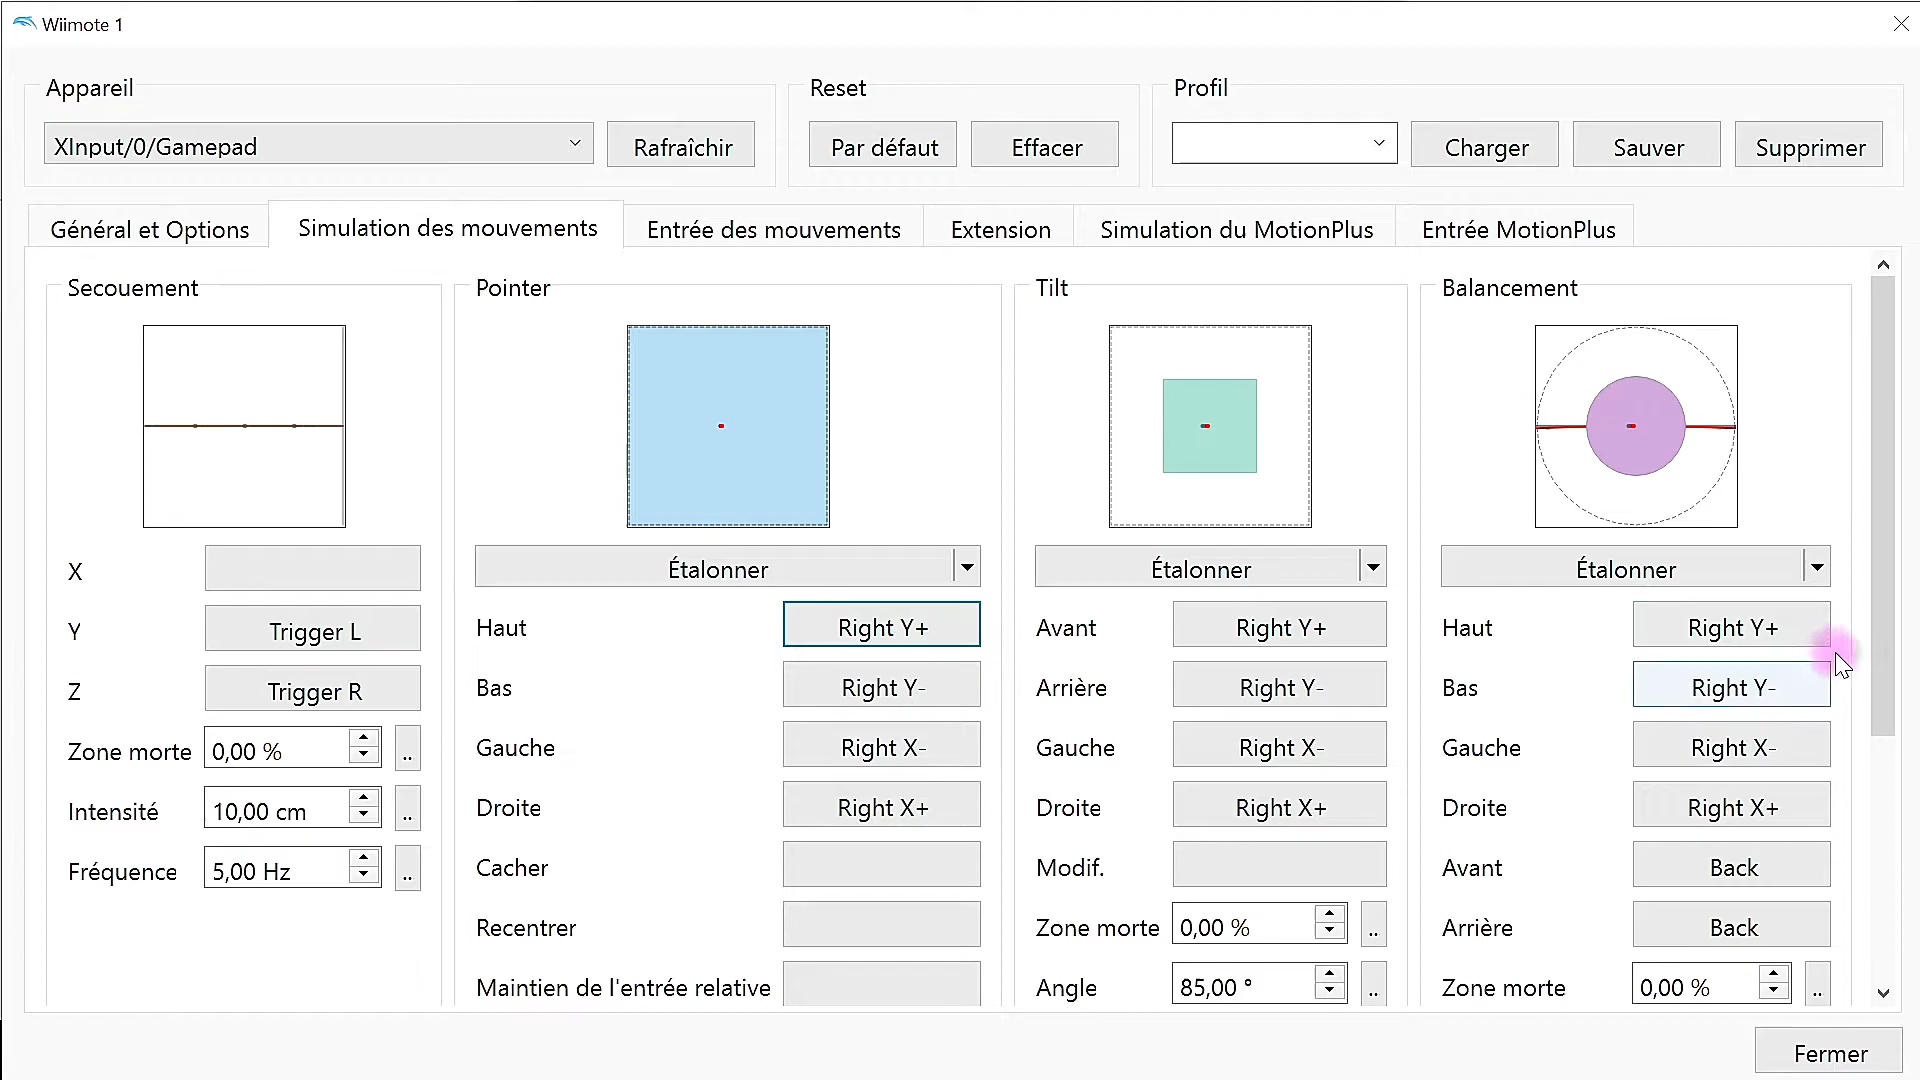 Wiimote 1
Appareil
XInput/0/Gamepad
Rafraîchir
Reset
Par défaut
Effacer
Profil
Charger
Sauver
Supprimer
Général et Options
Simulation des mouvements
Entrée des mouvements
Extension
Simulation du MotionPlus
Entrée MotionPlus
Secouement
X
Y
Trigger L
Z
Trigger R
Zone morte
0,00 %
..
Intensité
10,00 cm
..
Fréquence
5,00 Hz
..
Pointer
Étalonner
Haut
Right Y+
Bas
Right Y-
Gauche
Right X-
Droite
Right X+
Cacher
Recentrer
Maintien de l'entrée relative
Tilt
Étalonner
Avant
Right Y+
Arrière
Right Y-
Gauche
Right X-
Droite
Right X+
Modif.
Zone morte
0,00 %
..
Angle
85,00 °
..
Balancement
Étalonner
Haut
Right Y+
Bas
Right Y-
Gauche
Right X-
Droite
Right X+
Avant
Back
Arrière
Back
Zone morte
0,00 %
..
Fermer